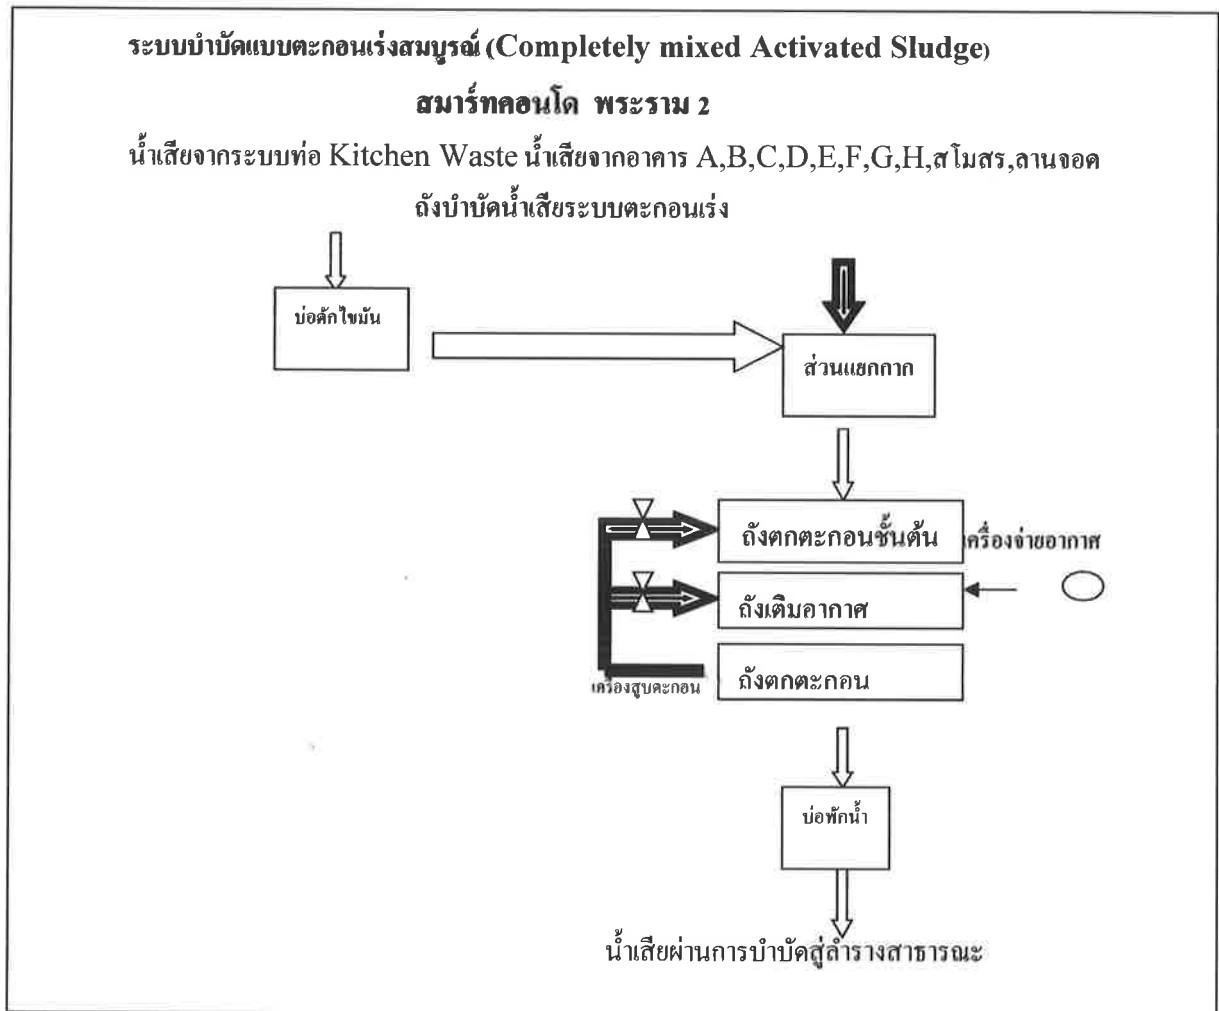 ระบบบำบัดแบบตะกอนเร่งสมบูรณ์ (Completely mixed Activated Sludge)
สมาร์ทคอนโด พระราม 2
น้ำเสียจากระบบท่อ Kitchen Waste น้ำเสียจากอาคาร A,B,C,D,E,F,G,H,สโมสร,ลานจอด
ถังบำบัดน้ำเสียระบบตะกอนเร่ง
บ่อดักไขมัน
ส่วนแยกกาก
ถังตกตะกอนชั้นต้น
เครื่องจ่ายอากาศ
ถังเติมอากาศ
ถังตกตะกอน
เครื่องสูบตะกอน
บ่อพักน้ำ
น้ำเสียผ่านการบำบัดสู่ลำรางสาธารณะ